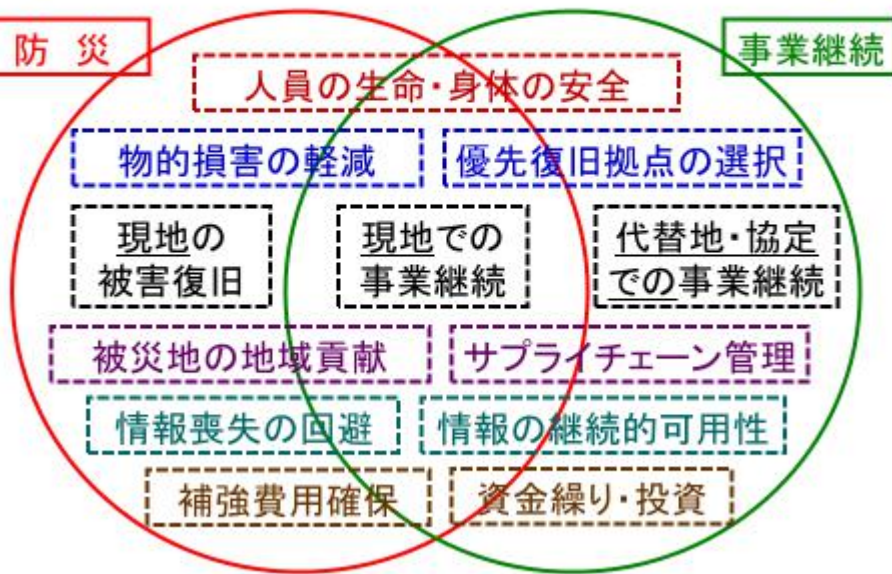 防 災
事業継続
人員の生命・身体の安全
物的損害の軽減
優先復旧拠点の選択
現地の
被害復旧
現地での
事業継続
代替地・協定
での事業継続
被災地の地域貢献
サプライチェーン管理
情報喪失の回避
情報の継続的可用性
補強費用確保
資金繰り・投資